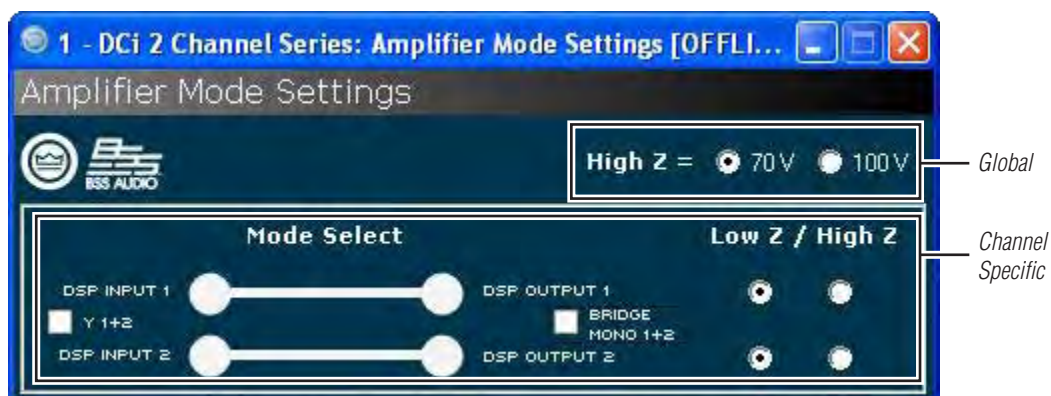 1 - DCi 2 Channel Series: Amplifier Mode Settings [OFFLI...
Amplifier Mode Settings
BSS AUDIO
High Z = 70V 100V
Global
Mode Select
Low Z / High Z
Channel
Specific
DSP INPUT 1
DSP OUTPUT 1
Y 1+2
BRIDGE
MONO 1+2
DSP INPUT 2
DSP OUTPUT 2